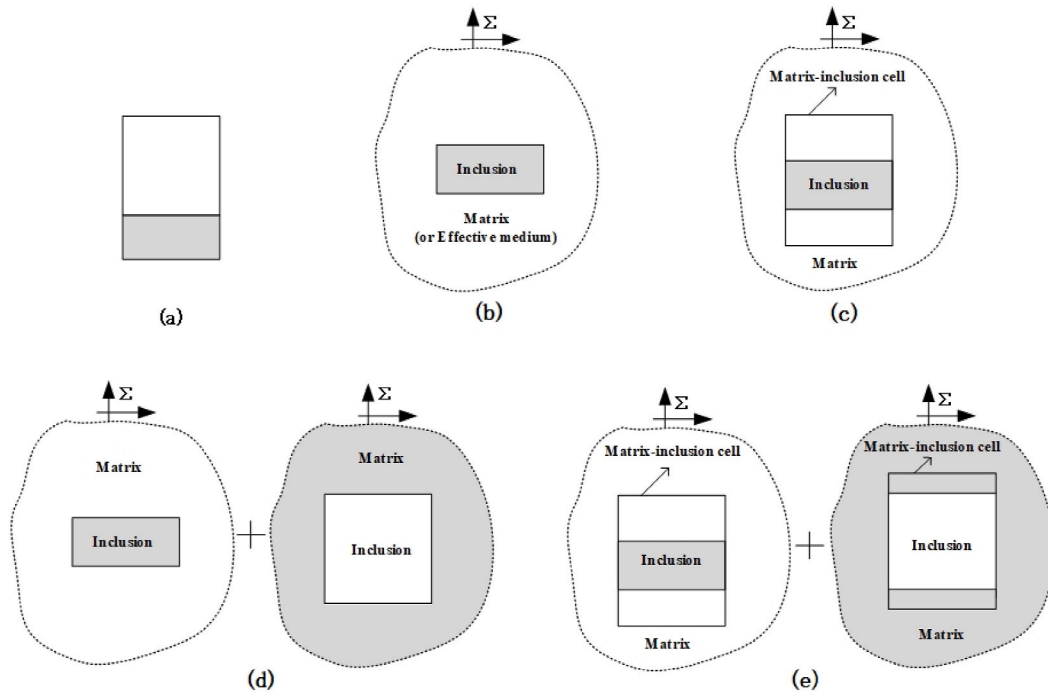 Σ
Σ
Matrix-inclusion cell
Inclusion
Inclusion
Matrix
(or Effective medium)
Matrix
(a)
(b)
(c)
Σ
Σ
Σ
Σ
Matrix
Matrix
Matrix-inclusion cell
Matrix-inclusion cell
Inclusion
Inclusion
Inclusion
Inclusion
Matrix
Matrix
(d)
(e)